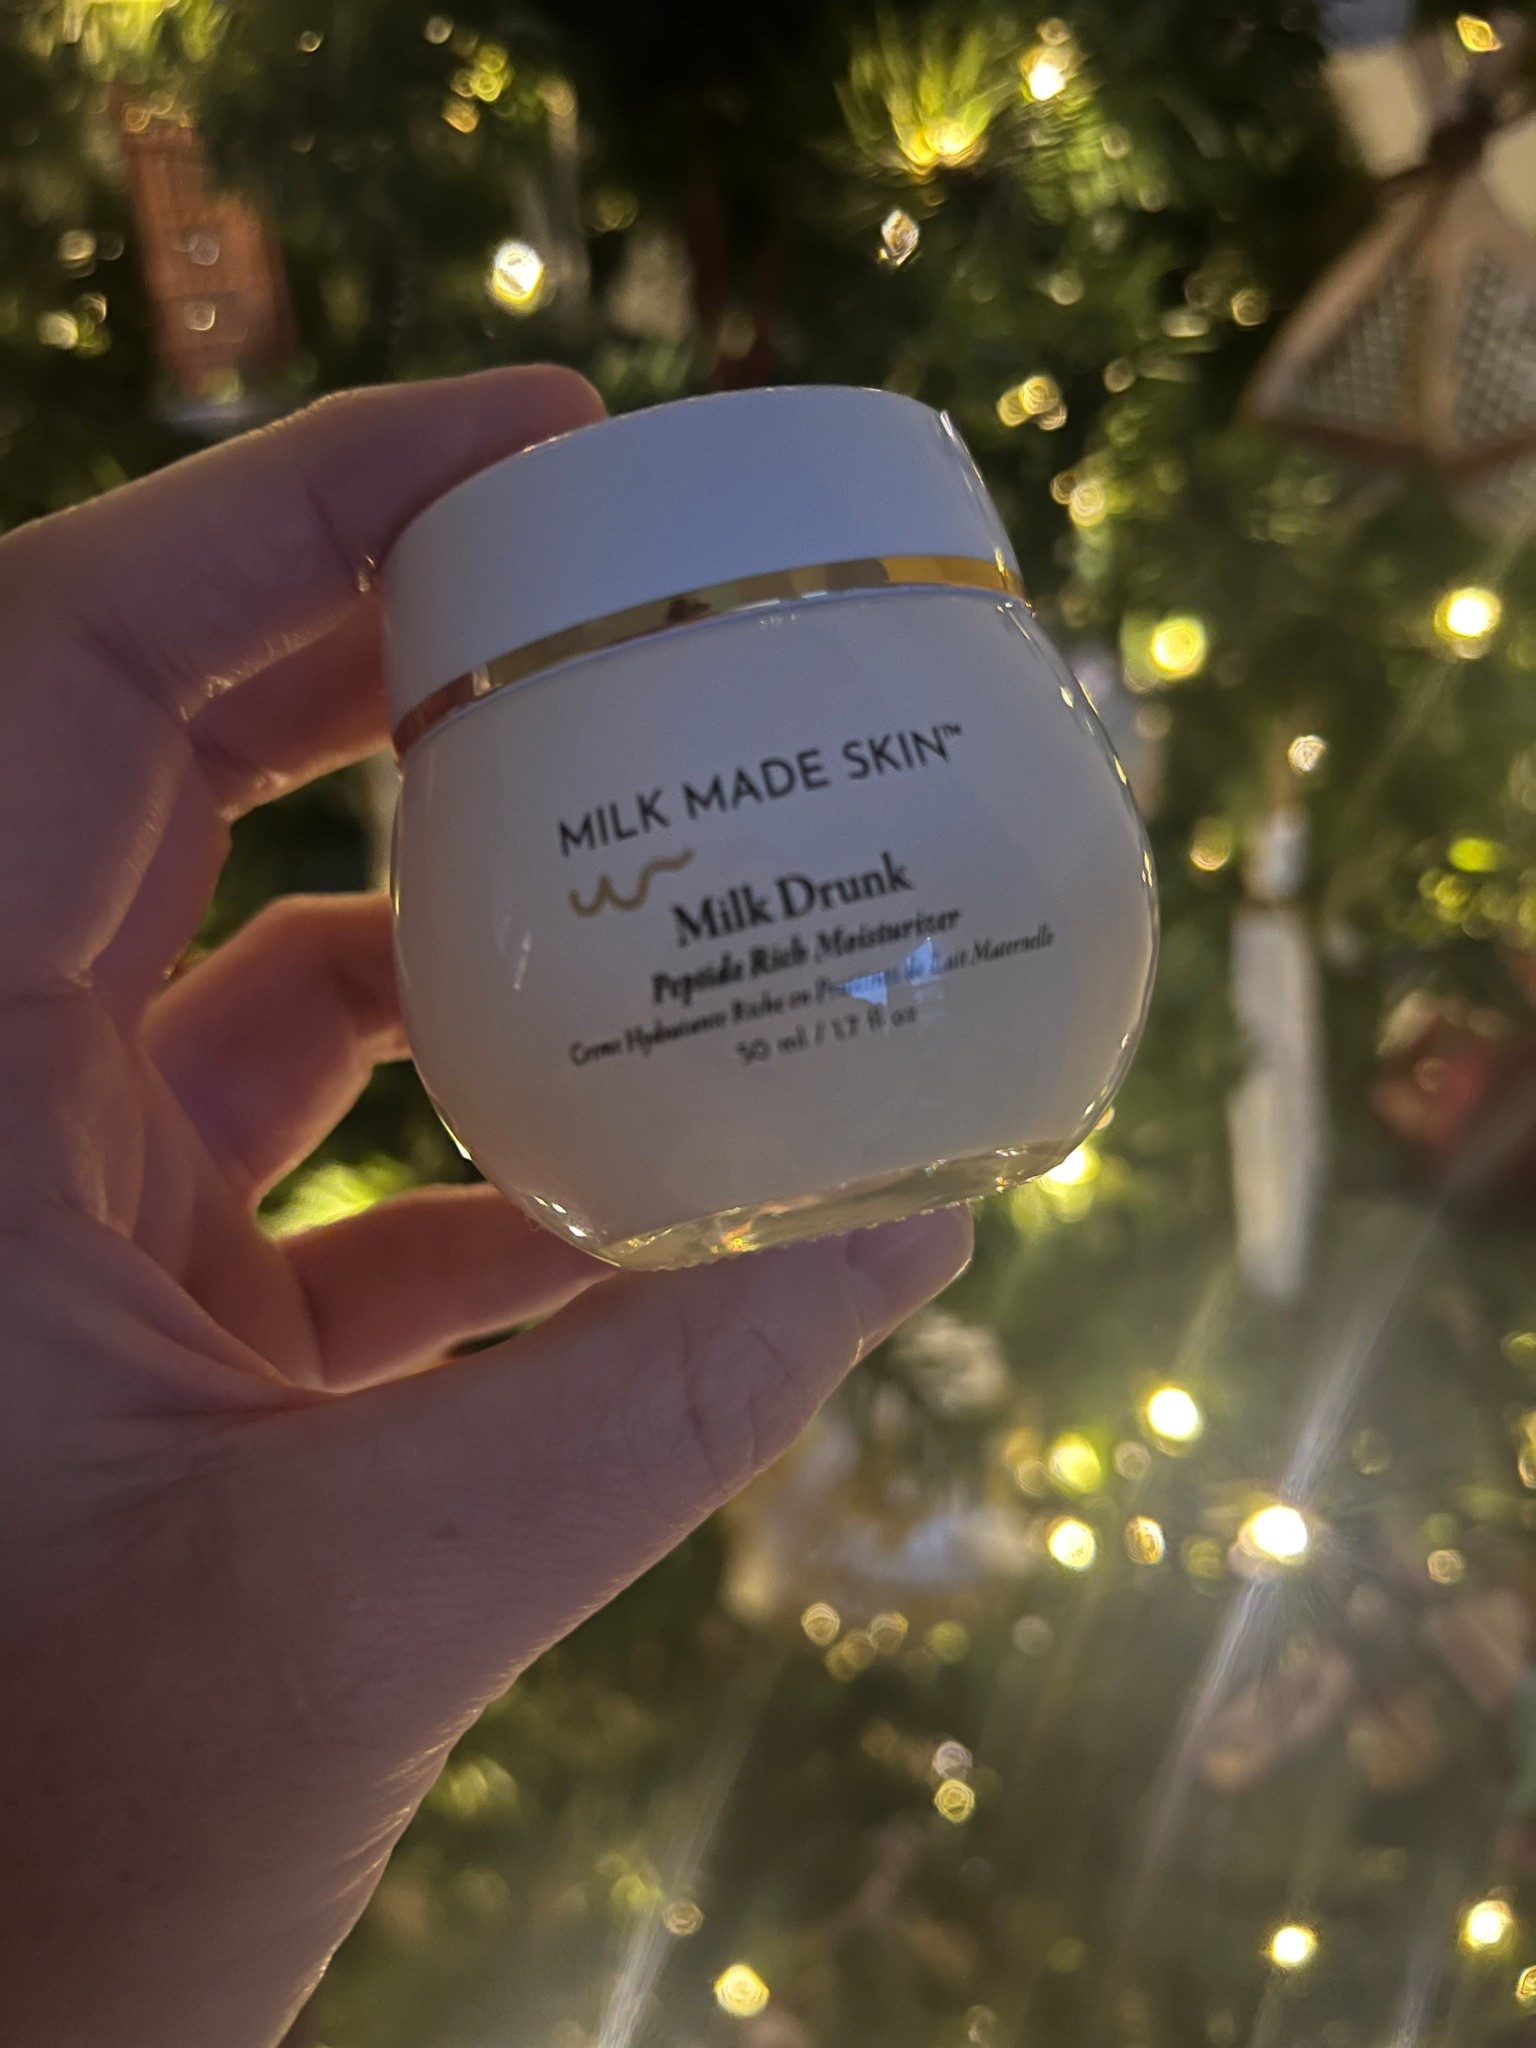 MILK MADE SKIN™
Milk Drunk
Peptide Rich Moisturizer
Creme Hydratante Riche en de Lait Maternelle
50 ml / 1.7 fl oz